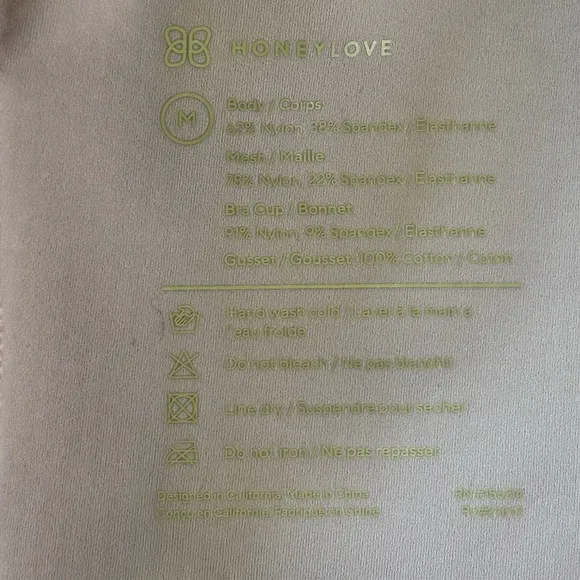 HONEYLOVE
M
Body / Corps
62% Nylon, 38% Spandex / Élasthanne
Mesh / Maille
78% Nylon, 22% Spandex / Élasthanne
Bra Cup / Bonnet
91% Nylon, 9% Spandex / Élasthanne
Gusset / Gousset 100% Cotton / Coton
Hand wash cold / Laver à la main à
l'eau froide
Do not bleach / Ne pas blanchir
Line dry / Suspendre pour sécher
Do not iron / Ne pas repasser
Designed in California, Made in China
Conçu en Californie, Fabriqué en Chine